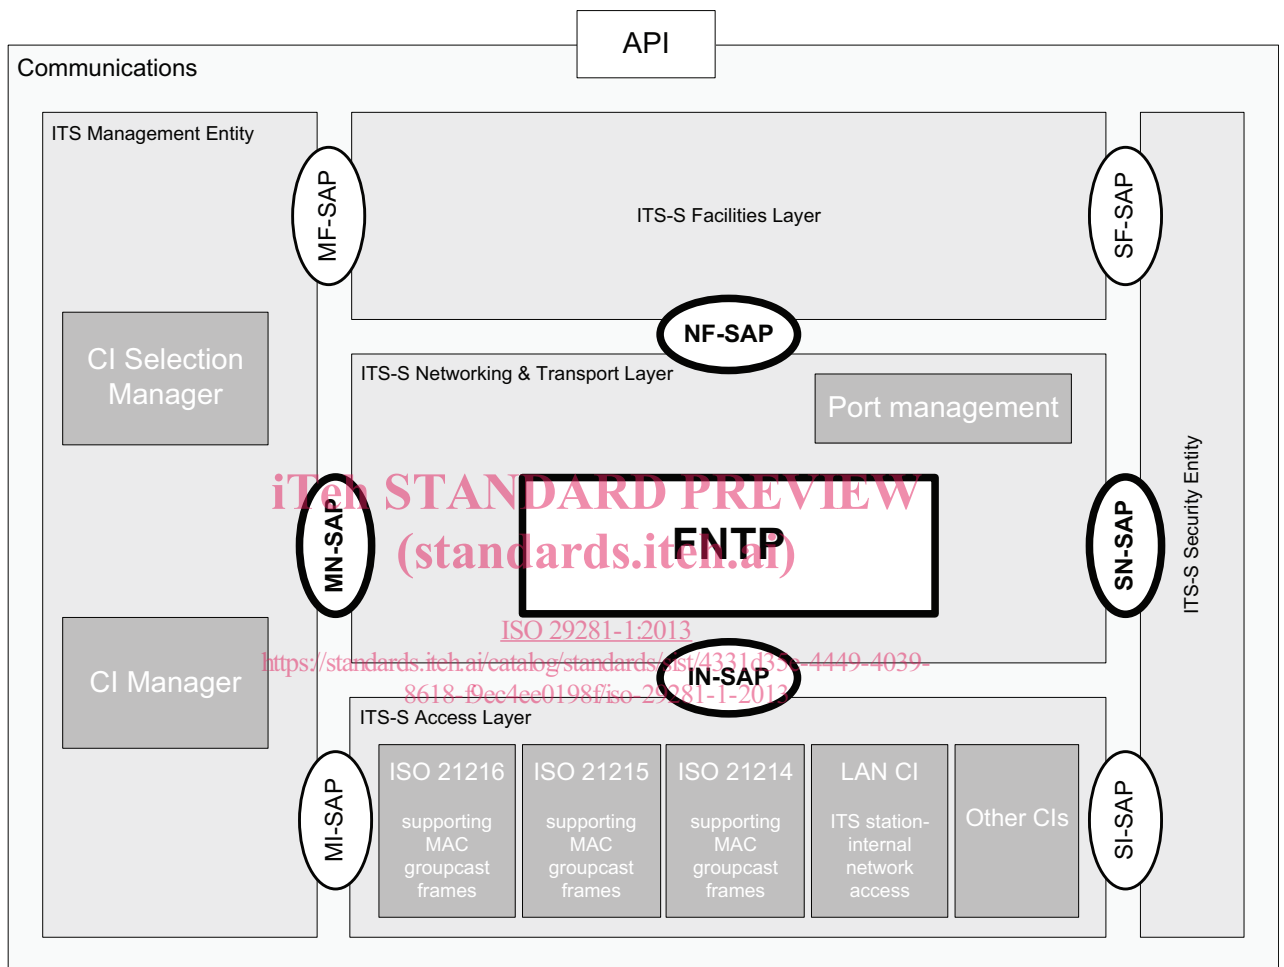 API
Communications
ITS Management Entity
MF-SAP
ITS-S Facilities Layer
SF-SAP
NF-SAP
CI Selection
Manager
ITS-S Networking & Transport Layer
Port management
iTeh STANDARD PREVIEW
(standards.iteh.ai)
MN-SAP
FNTP
SN-SAP
ITS-S Security Entity
ISO 29281-1:2013
https://standards.iteh.ai/catalog/standards/sist/4331d35e-4449-4039-
8618-f9ec4ee0198f/iso-29281-1-2013
IN-SAP
CI Manager
ITS-S Access Layer
MI-SAP
ISO 21216
supporting
MAC
groupcast
frames
ISO 21215
supporting
MAC
groupcast
frames
ISO 21214
supporting
MAC
groupcast
frames
LAN CI
ITS station-
internal
network
access
Other CIs
SI-SAP